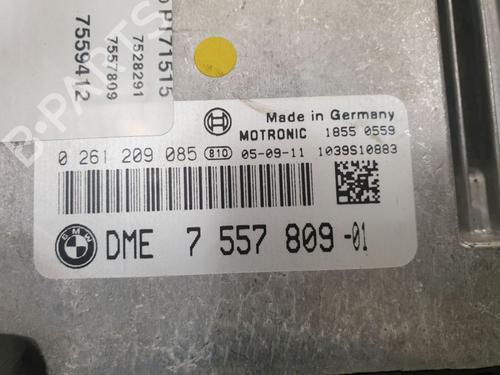 PI71515
7528291
7557809
7559412
B-PARTS
Made in Germany
MOTRONIC 1855 0559
0 261 209 085 810 05-09-11 1039S10883
BMW DME 7 557 809 -01